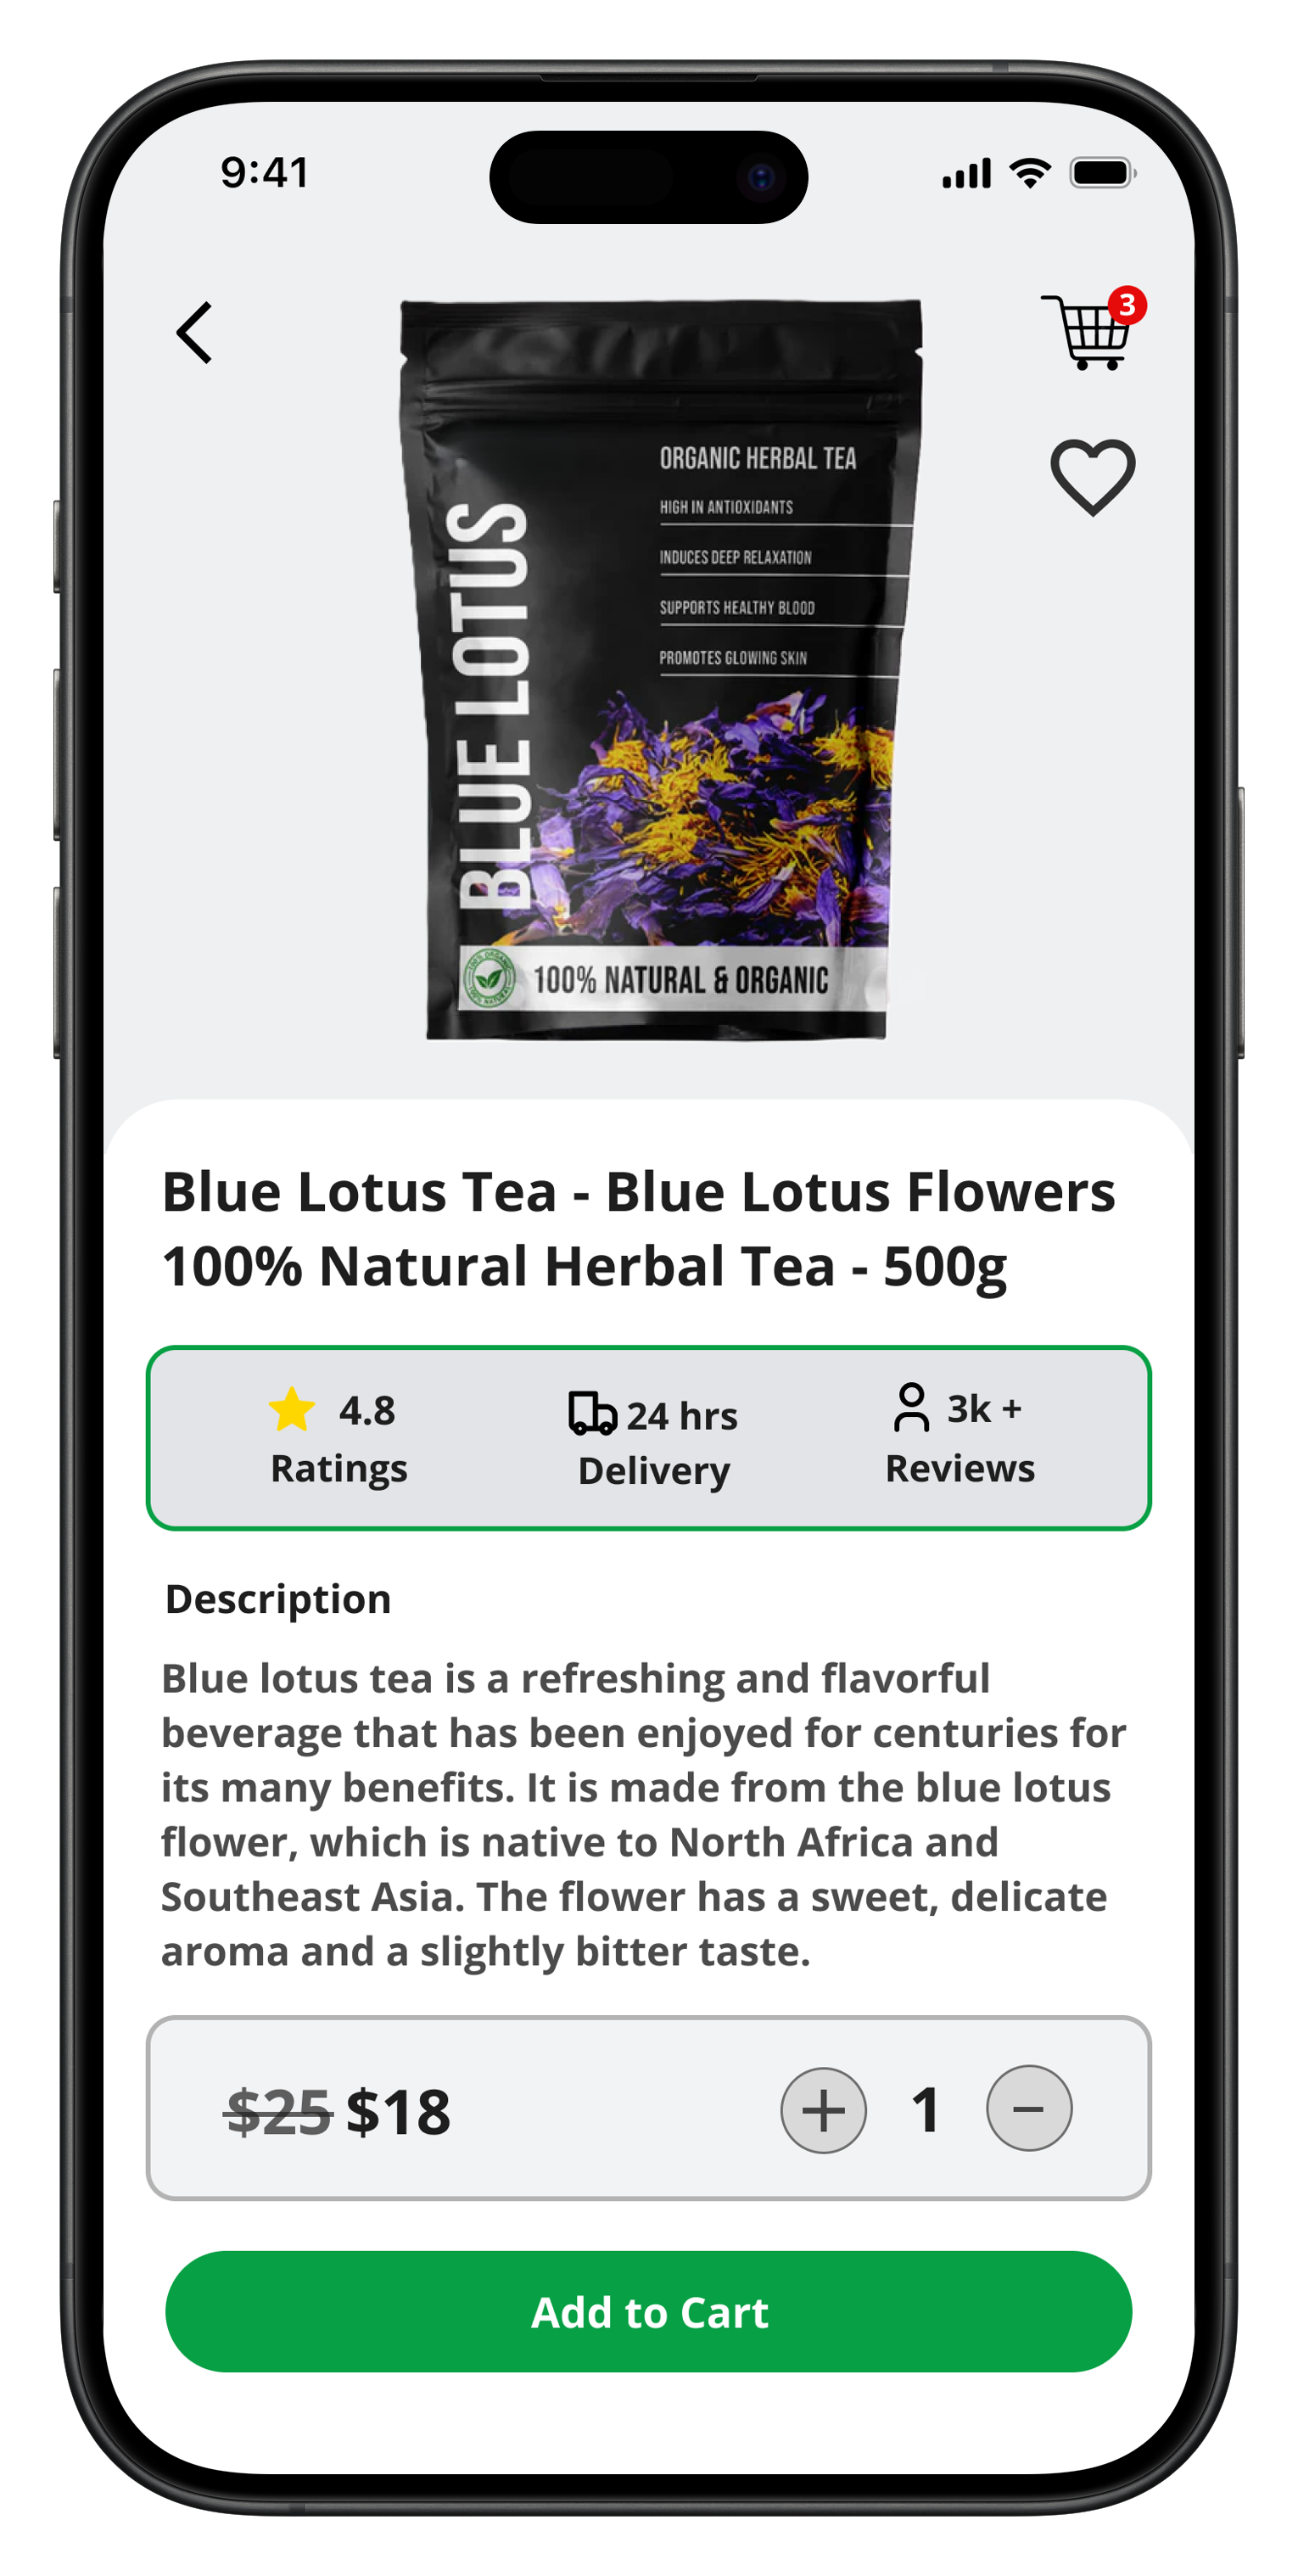 9:41
3
ORGANIC HERBAL TEA
HIGH IN ANTIOXIDANTS
INDUCES DEEP RELAXATION
SUPPORTS HEALTHY BLOOD
PROMOTES GLOWING SKIN
BLUE LOTUS
100% NATURAL & ORGANIC
Blue Lotus Tea - Blue Lotus Flowers
100% Natural Herbal Tea - 500g
4.8
Ratings
24 hrs
Delivery
3k +
Reviews
Description
Blue lotus tea is a refreshing and flavorful
beverage that has been enjoyed for centuries for
its many benefits. It is made from the blue lotus
flower, which is native to North Africa and
Southeast Asia. The flower has a sweet, delicate
aroma and a slightly bitter taste.
$25 $18
+ 1 −
Add to Cart